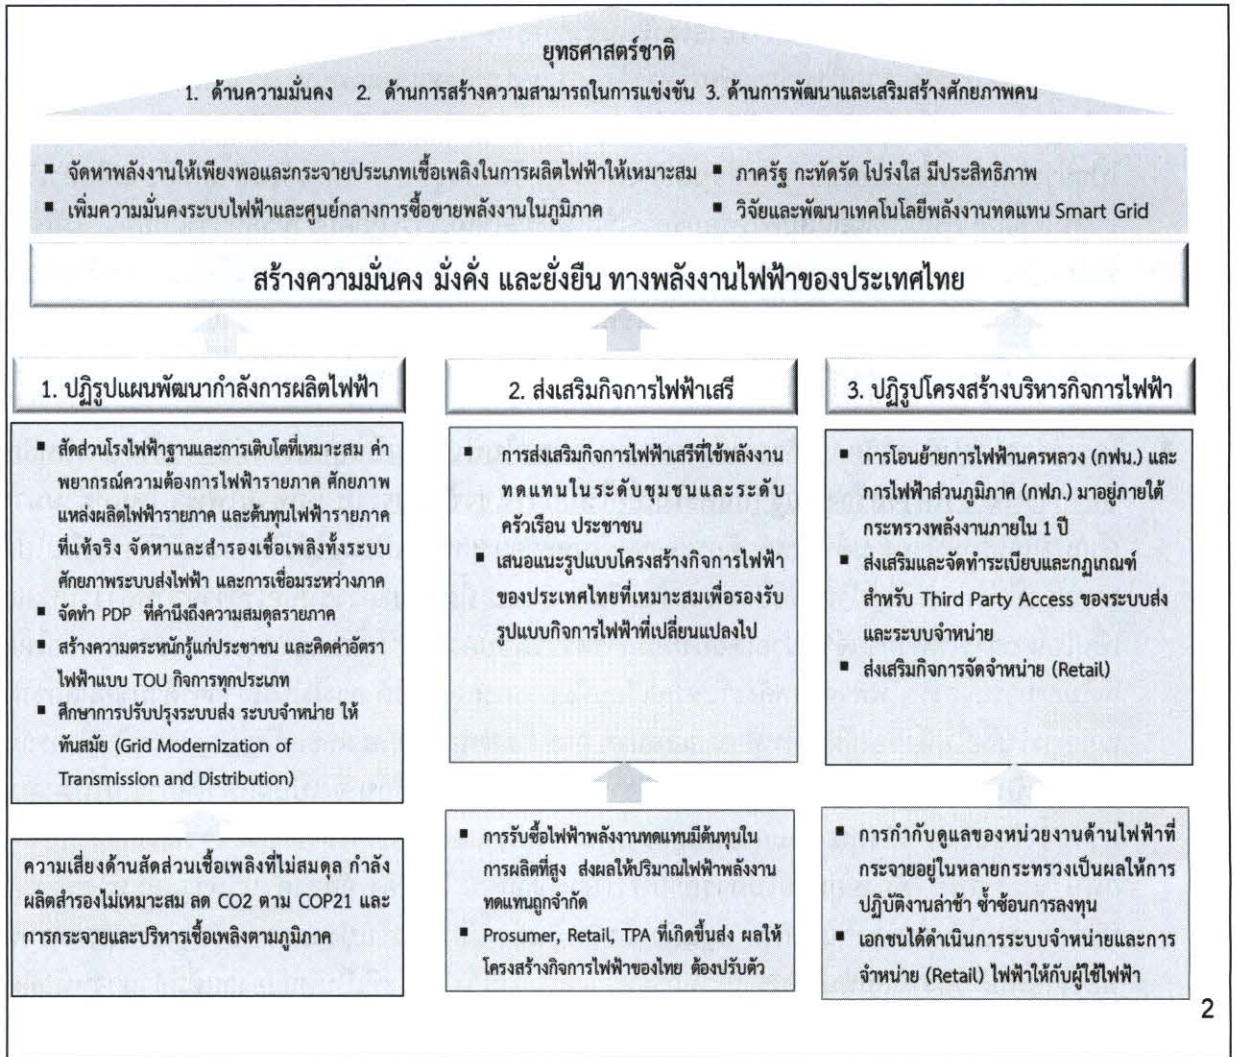 ยุทธศาสตร์ชาติ
1. ด้านความมั่นคง 2. ด้านการสร้างความสามารถในการแข่งขัน 3. ด้านการพัฒนาและเสริมสร้างศักยภาพคน
▪ จัดหาพลังงานให้เพียงพอและกระจายประเภทเชื้อเพลิงในการผลิตไฟฟ้าให้เหมาะสม
▪ เพิ่มความมั่นคงระบบไฟฟ้าและศูนย์กลางการซื้อขายพลังงานในภูมิภาค
▪ ภาครัฐ กะทัดรัด โปร่งใส มีประสิทธิภาพ
▪ วิจัยและพัฒนาเทคโนโลยีพลังงานทดแทน Smart Grid
สร้างความมั่นคง มั่งคั่ง และยั่งยืน ทางพลังงานไฟฟ้าของประเทศไทย
1. ปฏิรูปแผนพัฒนากำลังการผลิตไฟฟ้า
▪ สัดส่วนโรงไฟฟ้าฐานและการเติบโตที่เหมาะสม ค่า
พยากรณ์ความต้องการไฟฟ้ารายภาค ศักยภาพ
แหล่งผลิตไฟฟ้ารายภาค และต้นทุนไฟฟ้ารายภาค
ที่แท้จริง จัดหาและสำรองเชื้อเพลิงทั้งระบบ
ศักยภาพระบบส่งไฟฟ้า และการเชื่อมระหว่างภาค
▪ จัดทำ PDP ที่คำนึงถึงความสมดุลรายภาค
▪ สร้างความตระหนักรู้แก่ประชาชน และคิดค่าอัตรา
ไฟฟ้าแบบ TOU กิจการทุกประเภท
▪ ศึกษาการปรับปรุงระบบส่ง ระบบจำหน่าย ให้
ทันสมัย (Grid Modernization of
Transmission and Distribution)
ความเสี่ยงด้านสัดส่วนเชื้อเพลิงที่ไม่สมดุล กำลัง
ผลิตสำรองไม่เหมาะสม ลด CO2 ตาม COP21 และ
การกระจายและบริหารเชื้อเพลิงตามภูมิภาค
2. ส่งเสริมกิจการไฟฟ้าเสรี
▪ การส่งเสริมกิจการไฟฟ้าเสรีที่ใช้พลังงาน
ทดแทนในระดับชุมชนและระดับ
ครัวเรือน ประชาชน
▪ เสนอแนะรูปแบบโครงสร้างกิจการไฟฟ้า
ของประเทศไทยที่เหมาะสมเพื่อรองรับ
รูปแบบกิจการไฟฟ้าที่เปลี่ยนแปลงไป
▪ การรับซื้อไฟฟ้าพลังงานทดแทนมีต้นทุนใน
การผลิตที่สูง ส่งผลให้ปริมาณไฟฟ้าพลังงาน
ทดแทนถูกจำกัด
▪ Prosumer, Retail, TPA ที่เกิดขึ้นส่ง ผลให้
โครงสร้างกิจการไฟฟ้าของไทย ต้องปรับตัว
3. ปฏิรูปโครงสร้างบริหารกิจการไฟฟ้า
▪ การโอนย้ายการไฟฟ้านครหลวง (กฟน.) และ
การไฟฟ้าส่วนภูมิภาค (กฟภ.) มาอยู่ภายใต้
กระทรวงพลังงานภายใน 1 ปี
▪ ส่งเสริมและจัดทำระเบียบและกฏเกณฑ์
สำหรับ Third Party Access ของระบบส่ง
และระบบจำหน่าย
▪ ส่งเสริมกิจการจัดจำหน่าย (Retail)
▪ การกำกับดูแลของหน่วยงานด้านไฟฟ้าที่
กระจายอยู่ในหลายกระทรวงเป็นผลให้การ
ปฏิบัติงานล่าช้า ซ้ำซ้อนการลงทุน
▪ เอกชนได้ดำเนินการระบบจำหน่ายและการ
จำหน่าย (Retail) ไฟฟ้าให้กับผู้ใช้ไฟฟ้า
2